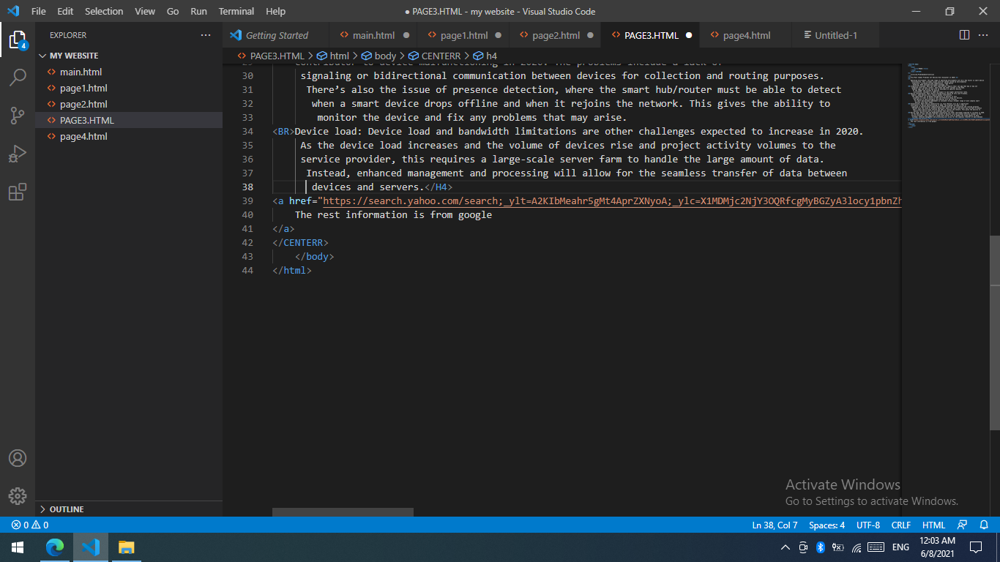 File Edit Selection View Go Run Terminal Help ● PAGE3.HTML - my website - Visual Studio Code
EXPLORER ··· Getting Started <> main.html ● <> page1.html ● <> page2.html ● <> PAGE3.HTML ● <> page4.html Untitled-1 ···
MY WEBSITE
<> main.html
<> page1.html
<> page2.html
<> PAGE3.HTML
<> page4.html
OUTLINE
<> PAGE3.HTML > html > body > CENTERR > h4
29 contributor to device malfunctioning in 2020. The problems include a lack of
30 signaling or bidirectional communication between devices for collection and routing purposes.
31 There’s also the issue of presence detection, where the smart hub/router must be able to detect
32 when a smart device drops offline and when it rejoins the network. This gives the ability to
33 monitor the device and fix any problems that may arise.
34 <BR>Device load: Device load and bandwidth limitations are other challenges expected to increase in 2020.
35 As the device load increases and the volume of devices rise and project activity volumes to the
36 service provider, this requires a large-scale server farm to handle the large amount of data.
37 Instead, enhanced management and processing will allow for the seamless transfer of data between
38 devices and servers.</H4>
39 <a href="https://search.yahoo.com/search;_ylt=A2KIbMeahr5gMt4AprZXNyoA;_ylc=X1MDMjc2NjY3OQRfcgMyBGZyA3locy1pbnZh
40 The rest information is from google
41 </a>
42 </CENTERR>
43 </body>
44 </html>
Activate Windows
Go to Settings to activate Windows.
0 0 Ln 38, Col 7 Spaces: 4 UTF-8 CRLF HTML
4
ENG 12:03 AM
6/8/2021